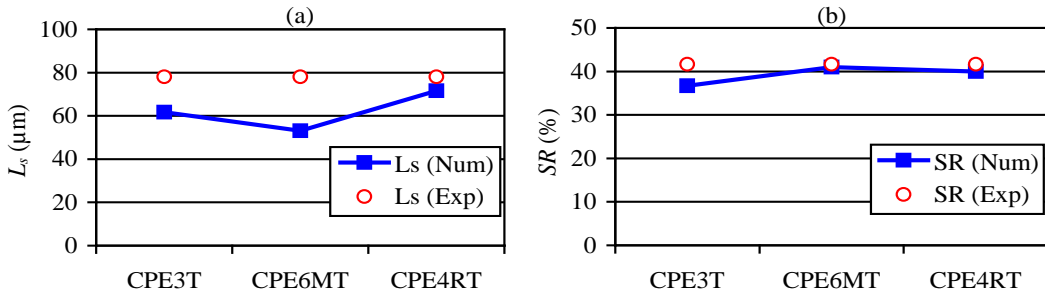 (a)
100
80
60
40
20
0
L_s (µm)
Ls (Num)
Ls (Exp)
CPE3T CPE6MT CPE4RT
(b)
50
40
30
20
10
0
SR (%)
SR (Num)
SR (Exp)
CPE3T CPE6MT CPE4RT